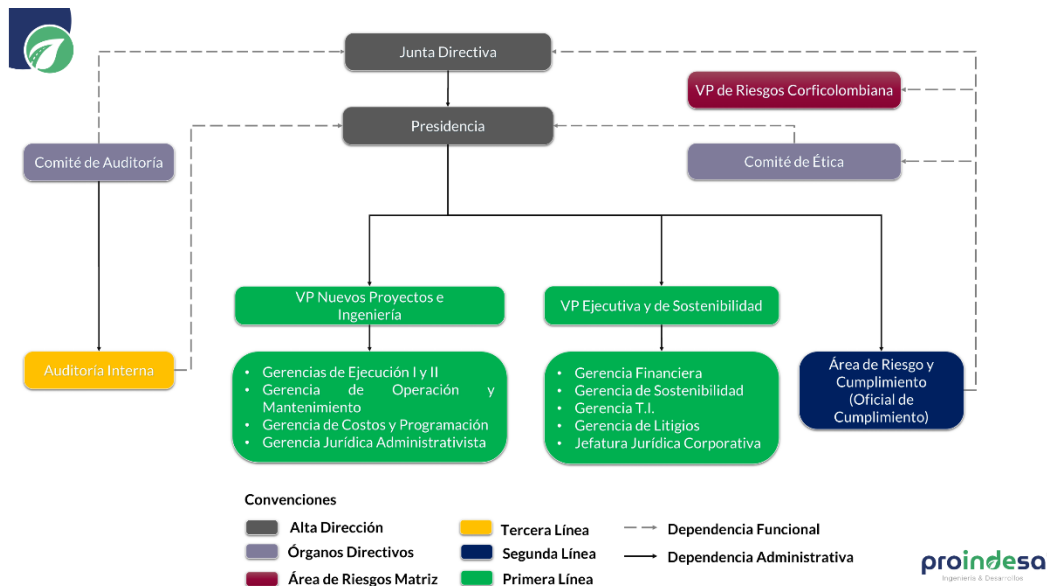 Junta Directiva
VP de Riesgos Corficolombiana
Presidencia
Comité de Auditoría
Comité de Ética
VP Nuevos Proyectos e
Ingeniería
VP Ejecutiva y de Sostenibilidad
Auditoría Interna
• Gerencias de Ejecución I y II
• Gerencia de Operación y
Mantenimiento
• Gerencia de Costos y Programación
• Gerencia Jurídica Administrativista
• Gerencia Financiera
• Gerencia de Sostenibilidad
• Gerencia T.I.
• Gerencia de Litigios
• Jefatura Jurídica Corporativa
Área de Riesgo y
Cumplimiento
(Oficial de
Cumplimiento)
Convenciones
Alta Dirección
Órganos Directivos
Área de Riesgos Matriz
Tercera Línea
Segunda Línea
Primera Línea
Dependencia Funcional
Dependencia Administrativa
proindesa
Ingeniería & Desarrollos